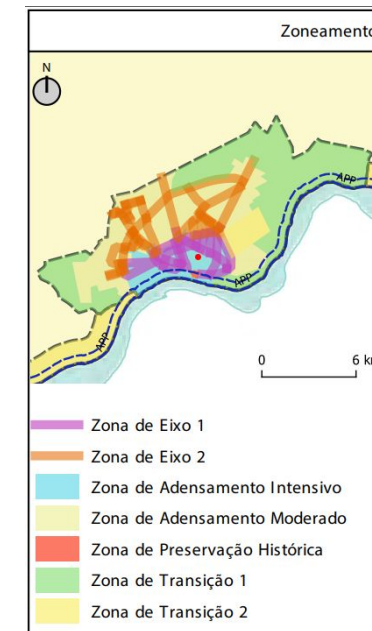 Zoneamento
N
APP
APP
APP
0 6 km
Zona de Eixo 1
Zona de Eixo 2
Zona de Adensamento Intensivo
Zona de Adensamento Moderado
Zona de Preservação Histórica
Zona de Transição 1
Zona de Transição 2